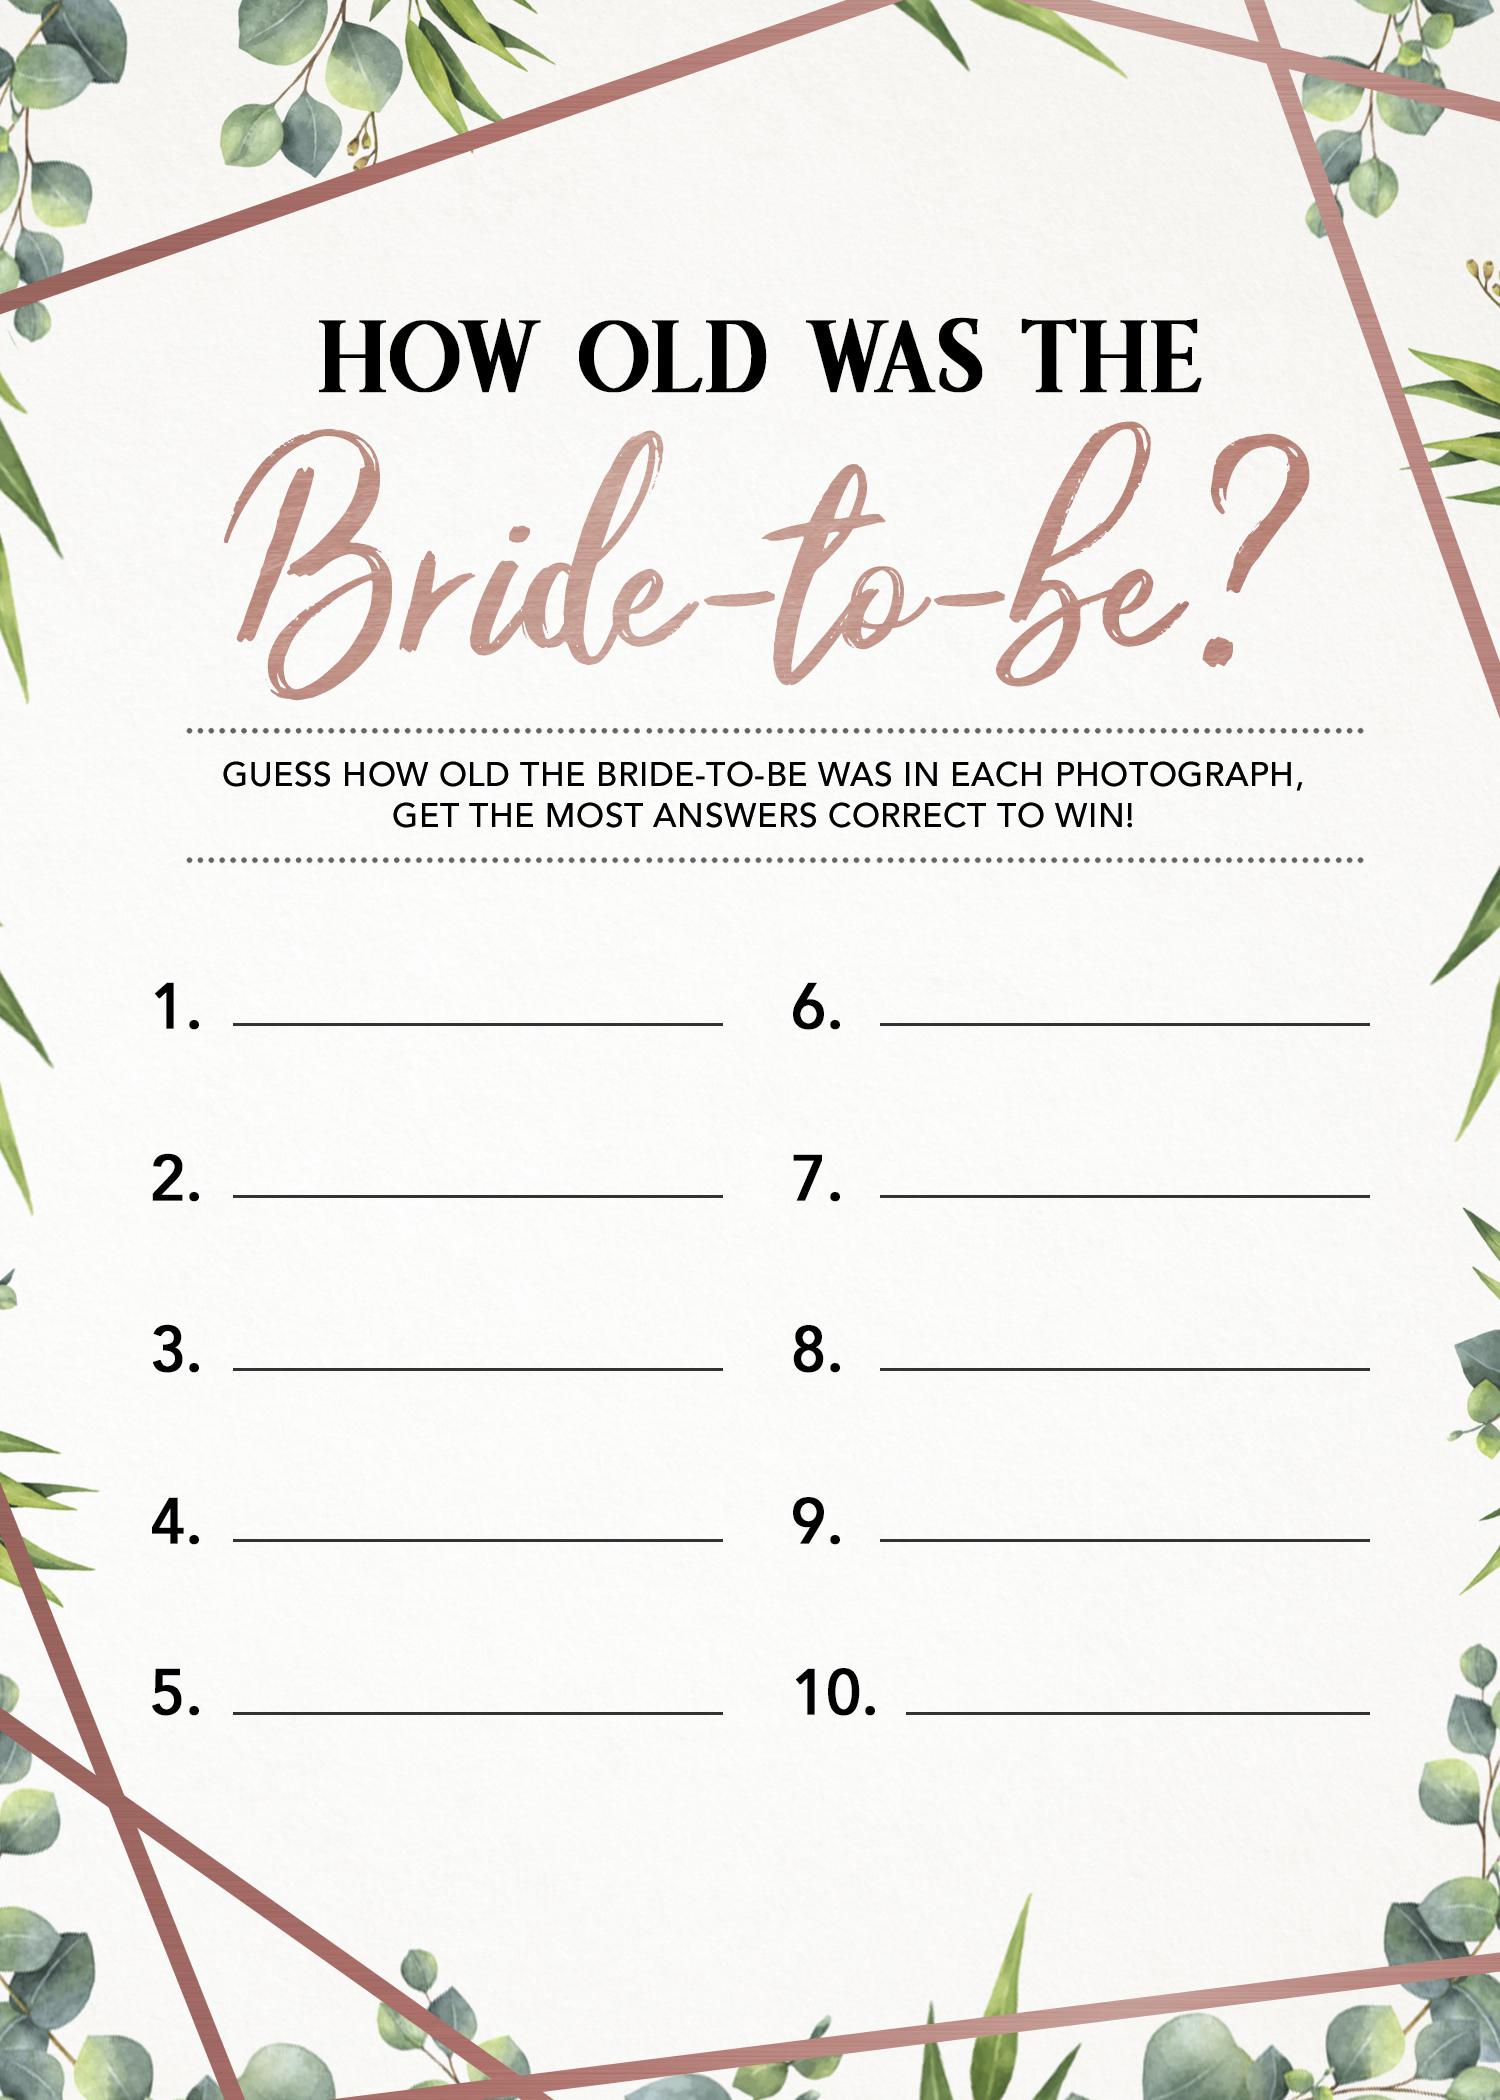 HOW OLD WAS THE
Bride-to-be?
GUESS HOW OLD THE BRIDE-TO-BE WAS IN EACH PHOTOGRAPH,
GET THE MOST ANSWERS CORRECT TO WIN!
1.
2.
3.
4.
5.
6.
7.
8.
9.
10.